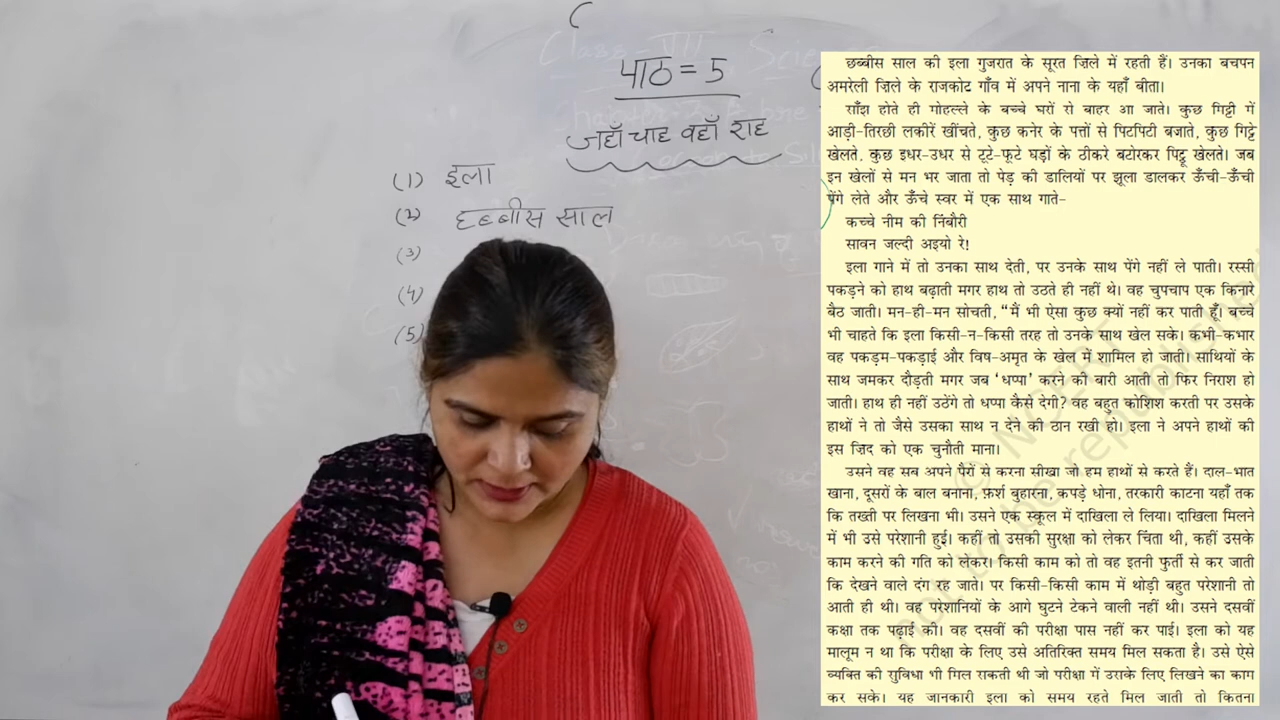 पाठ = 5
जहाँ चाह वहाँ राह
(1) इला
(2) छब्बीस साल
(3)
(4)
(5)
छब्बीस साल की इला गुजरात के सूरत ज़िले में रहती हैं। उनका बचपन
अमरेली ज़िले के राजकोट गाँव में अपने नाना के यहाँ बीता।
साँझ होते ही मोहल्ले के बच्चे घरों से बाहर आ जाते। कुछ मिट्टी में
आड़ी-तिरछी लकीरें खींचते, कुछ कनेर के पत्तों से पिटपिटी बजाते, कुछ गिट्टे
खेलते, कुछ इधर-उधर से टूटे-फूटे घड़ों के ठीकरे बटोरकर पिट्ठू खेलते। जब
इन खेलों से मन भर जाता तो पेड़ की डालियों पर झूला डालकर ऊँची-ऊँची
पेंगे लेते और ऊँचे स्वर में एक साथ गाते–
कच्चे नीम की निंबौरी
सावन जल्दी अइयो रे!
इला गाने में तो उनका साथ देती, पर उनके साथ पेंगे नहीं ले पाती। रस्सी
पकड़ने को हाथ बढ़ाती मगर हाथ तो उठते ही नहीं थे। वह चुपचाप एक किनारे
बैठ जाती। मन-ही-मन सोचती, “मैं भी ऐसा कुछ क्यों नहीं कर पाती हूँ। बच्चे
भी चाहते कि इला किसी-न-किसी तरह तो उनके साथ खेल सके। कभी-कभार
वह पकड़म-पकड़ाई और विष-अमृत के खेल में शामिल हो जाती। साथियों के
साथ जमकर दौड़ती मगर जब ‘धप्पा’ करने की बारी आती तो फिर निराश हो
जाती। हाथ ही नहीं उठेंगे तो धप्पा कैसे देगी? वह बहुत कोशिश करती पर उसके
हाथों ने तो जैसे उसका साथ न देने की ठान रखी हो। इला ने अपने हाथों की
इस ज़िद को एक चुनौती माना।
उसने वह सब अपने पैरों से करना सीखा जो हम हाथों से करते हैं। दाल-भात
खाना, दूसरों के बाल बनाना, फ़र्श बुहारना, कपड़े धोना, तरकारी काटना यहाँ तक
कि तख्ती पर लिखना भी। उसने एक स्कूल में दाखिला ले लिया। दाखिला मिलने
में भी उसे परेशानी हुई। कहीं तो उसकी सुरक्षा को लेकर चिंता थी, कहीं उसके
काम करने की गति को लेकर। किसी काम को तो वह इतनी फुर्ती से कर जाती
कि देखने वाले दंग रह जाते। पर किसी-किसी काम में थोड़ी बहुत परेशानी तो
आती ही थी। वह परेशानियों के आगे घुटने टेकने वाली नहीं थी। उसने दसवीं
कक्षा तक पढ़ाई की। वह दसवीं की परीक्षा पास नहीं कर पाई। इला को यह
मालूम न था कि परीक्षा के लिए उसे अतिरिक्त समय मिल सकता है। उसे ऐसे
व्यक्ति की सुविधा भी मिल सकती थी जो परीक्षा में उसके लिए लिखने का काम
कर सके। यह जानकारी इला को समय रहते मिल जाती तो कितना